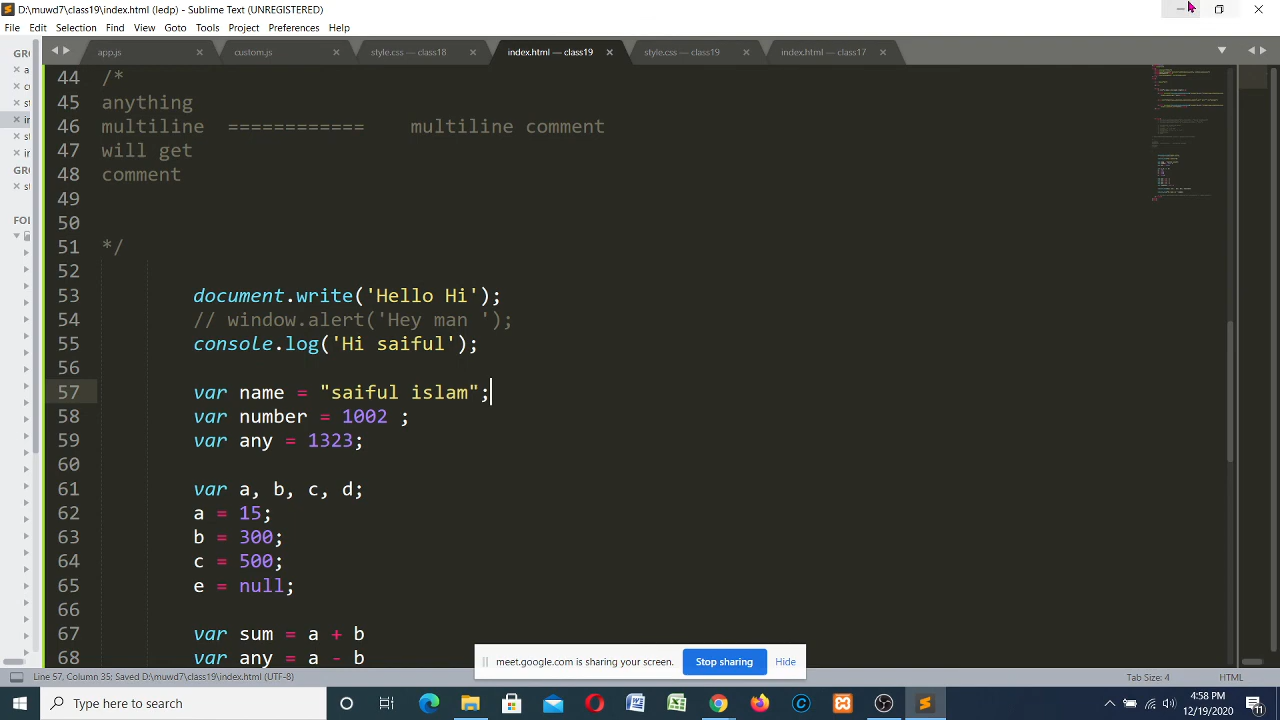 D:\muwd7\class19\index.html (ledp) - Sublime Text (UNREGISTERED)
File Edit Selection Find View Goto Tools Project Preferences Help
app.js custom.js style.css — class18 index.html — class19 style.css — class19 index.html — class17
44 /*
45 anything
46 multiline ============ multiline comment
47 will get
48 comment
49
50
51 */
52
53 document.write('Hello Hi');
54 // window.alert('Hey man ');
55 console.log('Hi saiful');
56
57 var name = "saiful islam";
58 var number = 1002 ;
59 var any = 1323;
60
61 var a, b, c, d;
62 a = 15;
63 b = 300;
64 c = 500;
65 e = null;
66
67 var sum = a + b
68 var any = a - b
GR
FOL
meet.google.com is sharing your screen. Stop sharing Hide
Line 57, Column 35; Saved D:\muwd7\class19\index.html (UTF-8) Tab Size: 4 HTML
Type here to search
4:58 PM
12/19/2020